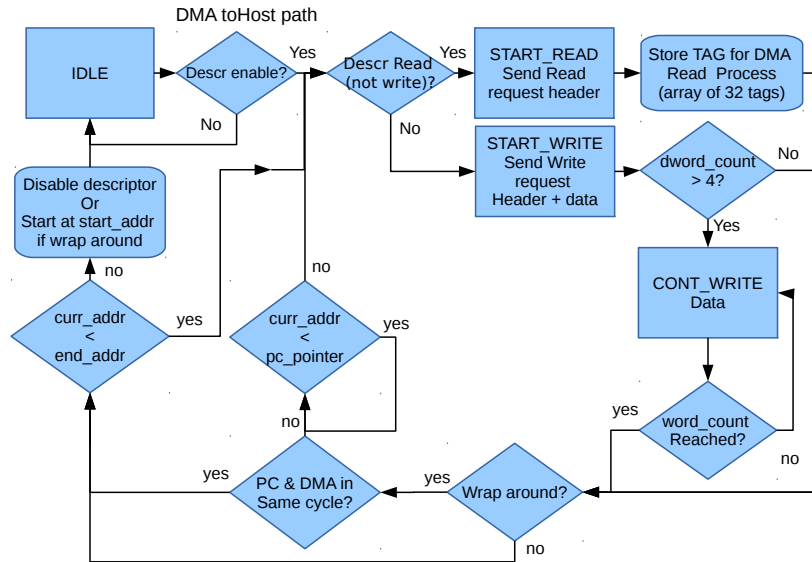 DMA toHost path
IDLE
Descr enable?
Yes
No
Descr Read
(not write)?
Yes
No
START_READ
Send Read
request header
Store TAG for DMA
Read Process
(array of 32 tags)
START_WRITE
Send Write
request
Header + data
dword_count
> 4?
No
Yes
CONT_WRITE
Data
word_count
Reached?
yes
no
Disable descriptor
Or
Start at start_addr
if wrap around
no
curr_addr
<
end_addr
yes
no
curr_addr
<
pc_pointer
yes
no
PC & DMA in
Same cycle?
yes
Wrap around?
yes
no